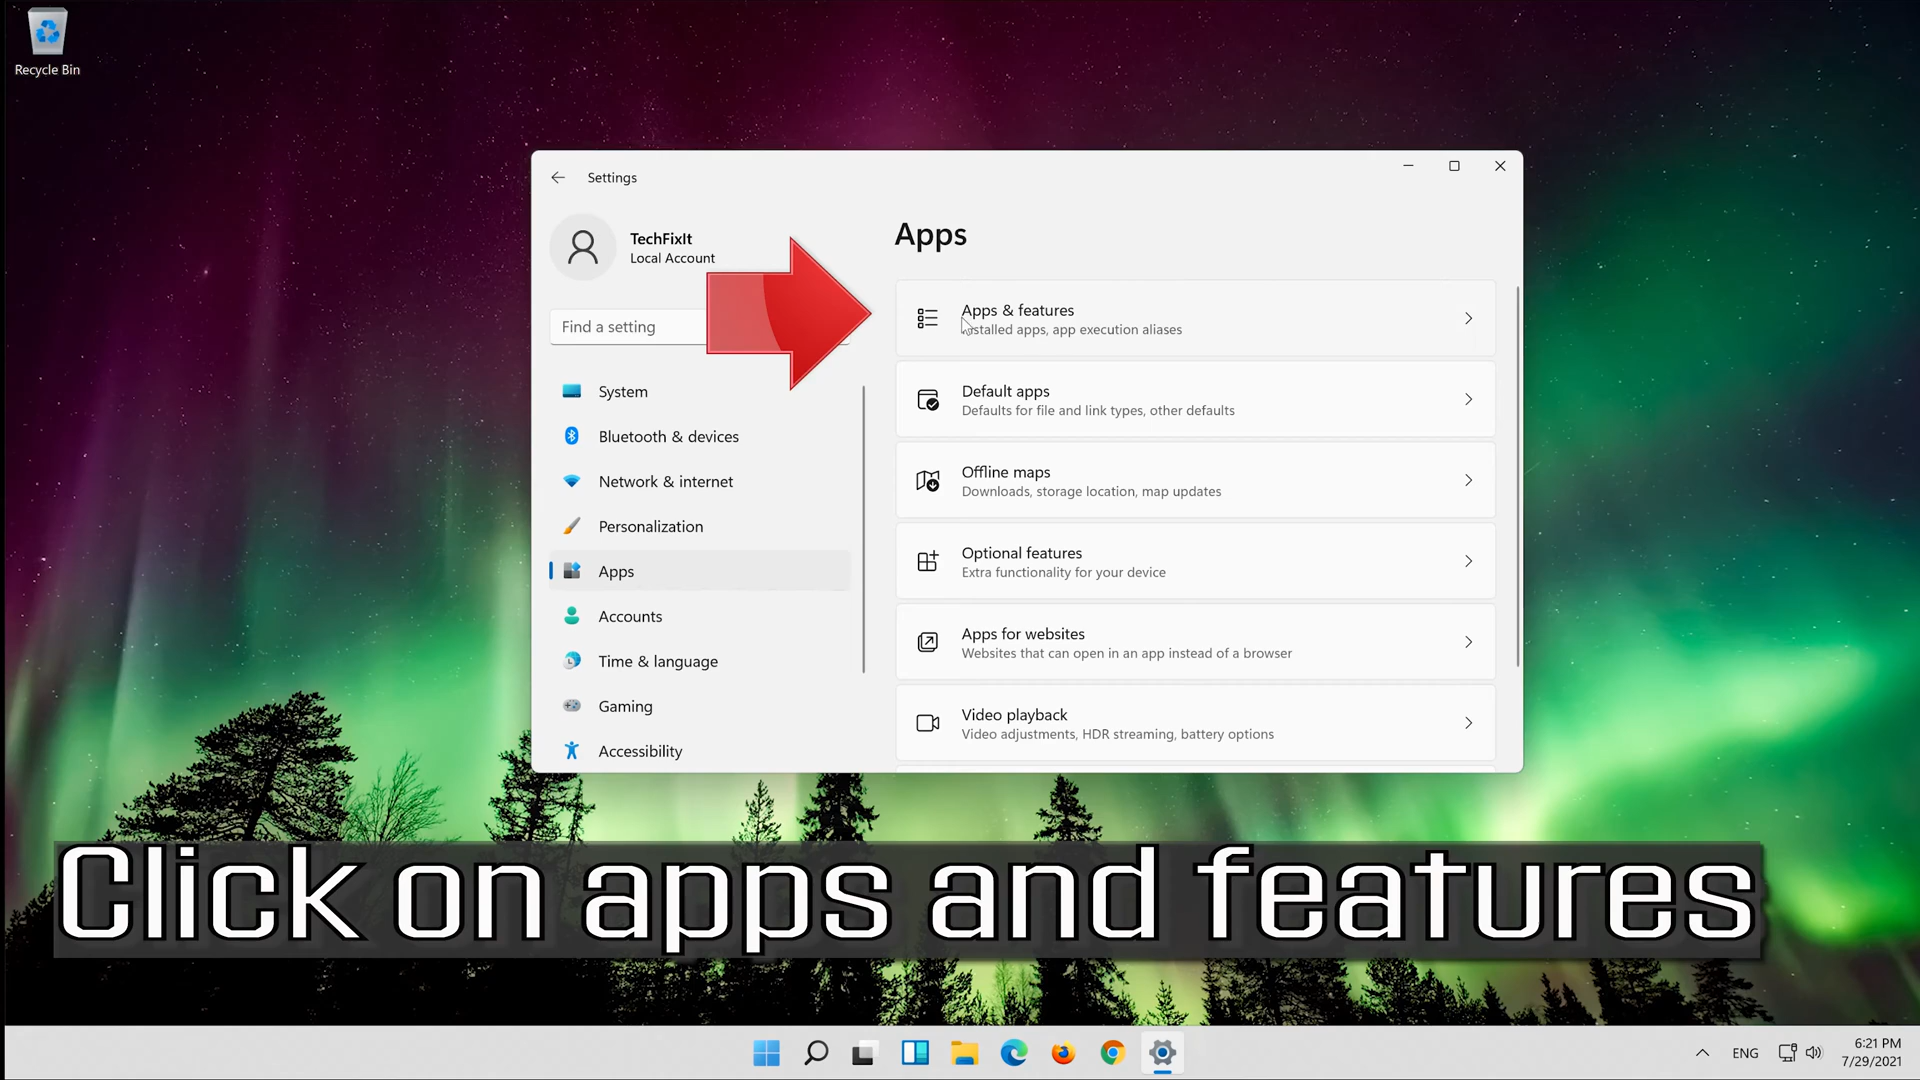 Recycle Bin
Settings
TechFixIt
Local Account
Find a setting
System
Bluetooth & devices
Network & internet
Personalization
Apps
Accounts
Time & language
Gaming
Accessibility
Apps
Apps & features
Installed apps, app execution aliases
Default apps
Defaults for file and link types, other defaults
Offline maps
Downloads, storage location, map updates
Optional features
Extra functionality for your device
Apps for websites
Websites that can open in an app instead of a browser
Video playback
Video adjustments, HDR streaming, battery options
Click on apps and features
ENG
6:21 PM
7/29/2021